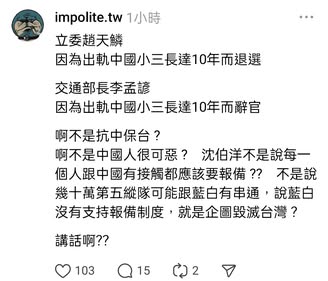 impolite.tw 1小時
立委趙天麟
因為出軌中國小三長達10年而退選
交通部長李孟諺
因為出軌中國小三長達10年而辭官
啊不是抗中保台？
啊不是中國人很可惡？ 沈伯洋不是說每一
個人跟中國有接觸都應該要報備?? 不是說
幾十萬第五縱隊可能跟藍白有串通，說藍白
沒有支持報備制度，就是企圖毀滅台灣？
講話啊??
103 15 2